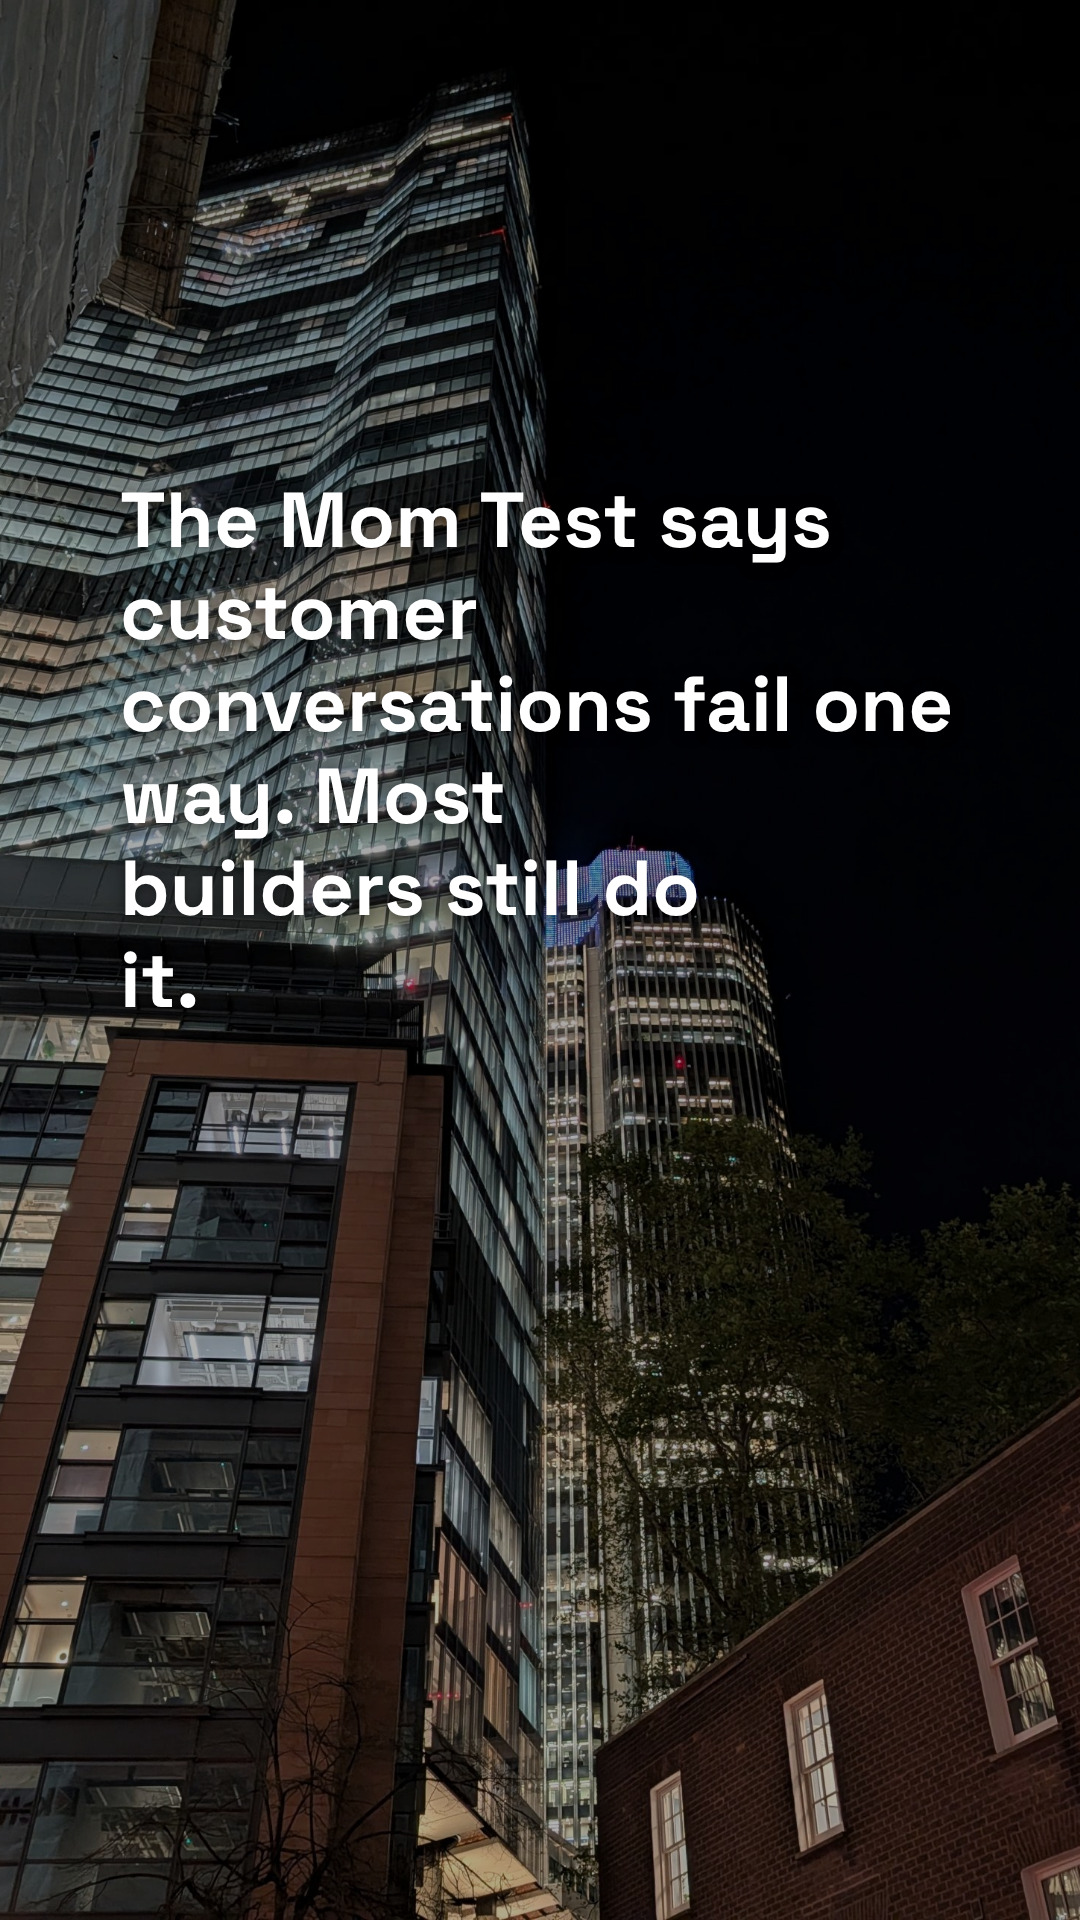 The Mom Test says
customer
conversations fail one
way. Most
builders still do
it.